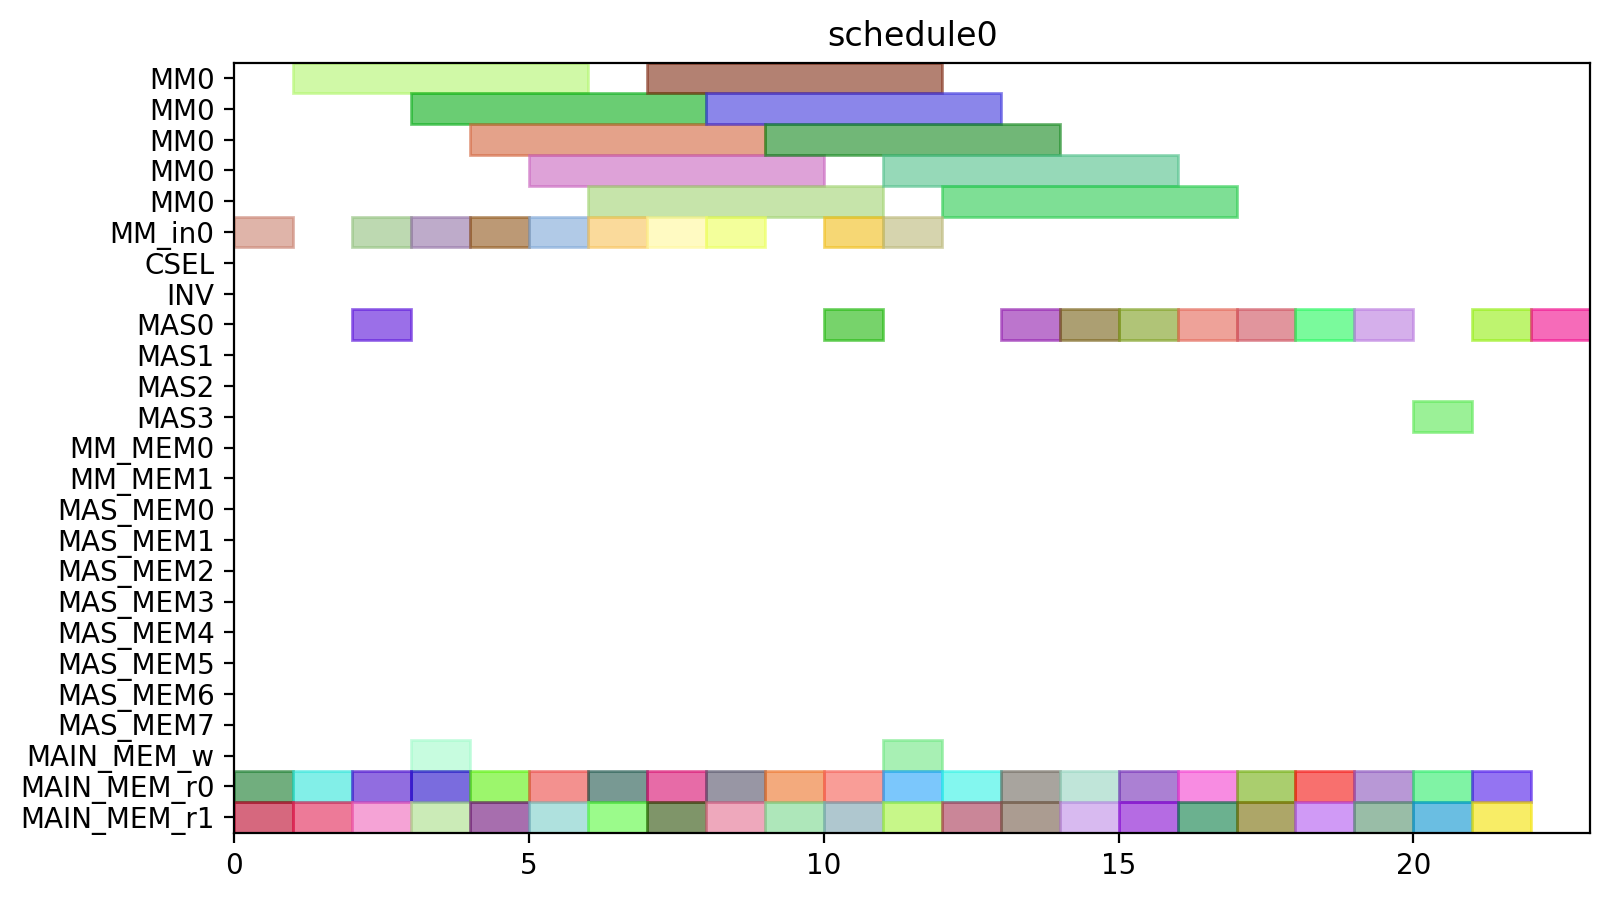 schedule0
MM0
MM0
MM0
MM0
MM0
MM_in0
CSEL
INV
MAS0
MAS1
MAS2
MAS3
MM_MEM0
MM_MEM1
MAS_MEM0
MAS_MEM1
MAS_MEM2
MAS_MEM3
MAS_MEM4
MAS_MEM5
MAS_MEM6
MAS_MEM7
MAIN_MEM_w
MAIN_MEM_r0
MAIN_MEM_r1
0 5 10 15 20